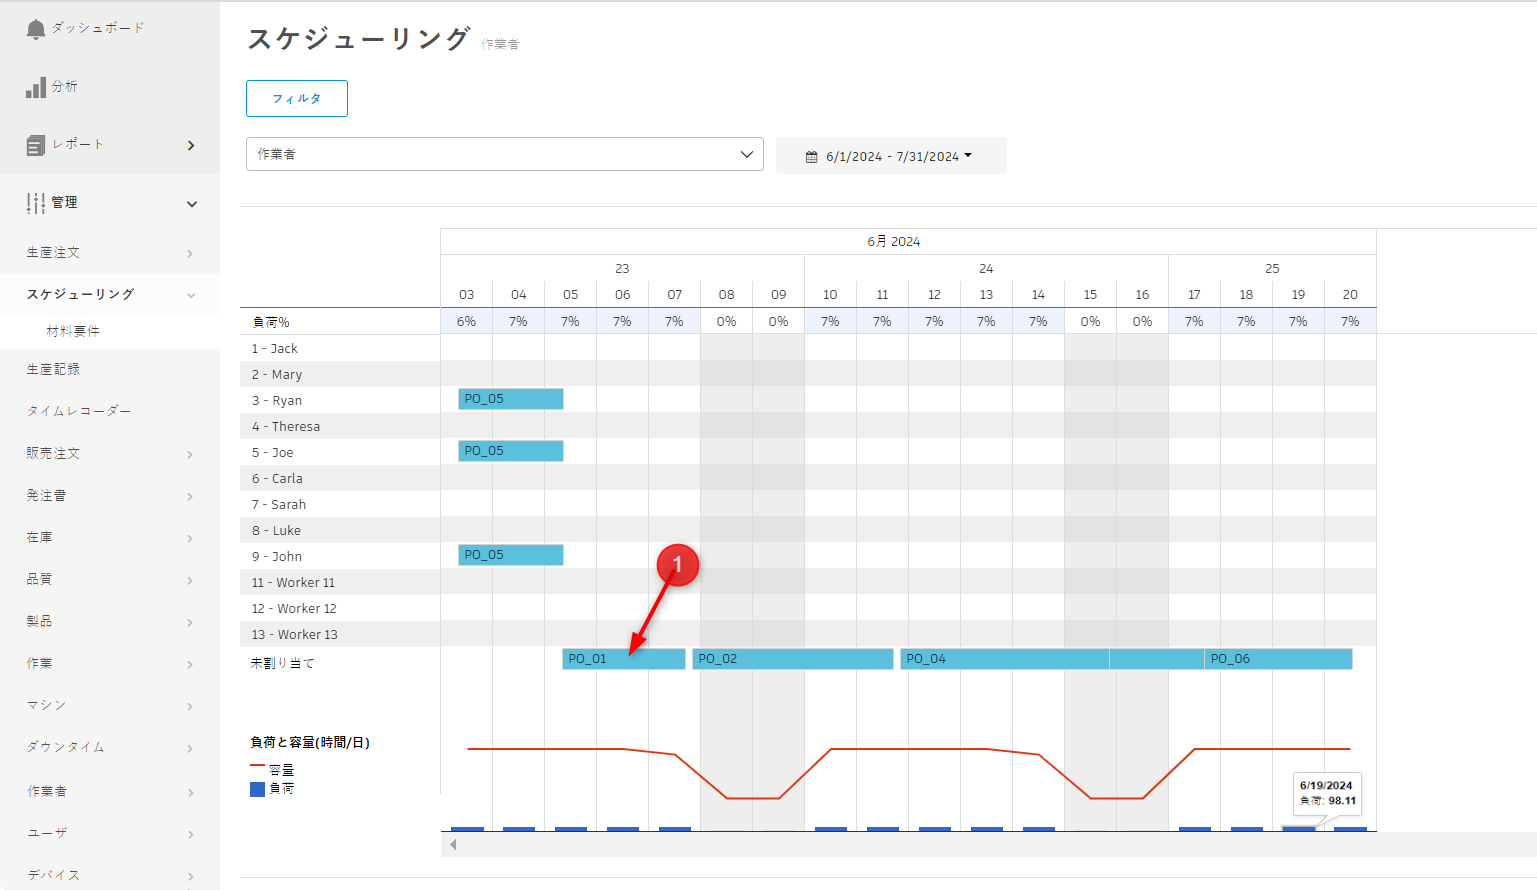 ダッシュボード
分析
レポート
管理
生産注文
スケジューリング
材料要件
生産記録
タイムレコーダー
販売注文
発注書
在庫
品質
製品
作業
マシン
ダウンタイム
作業者
ユーザ
デバイス
スケジューリング 作業者
フィルタ
作業者
6/1/2024 - 7/31/2024
6月 2024
23 24 25
03 04 05 06 07 08 09 10 11 12 13 14 15 16 17 18 19 20
負荷% 6% 7% 7% 7% 7% 0% 0% 7% 7% 7% 7% 7% 0% 0% 7% 7% 7% 7%
1 - Jack
2 - Mary
3 - Ryan PO_05
4 - Theresa
5 - Joe PO_05
6 - Carla
7 - Sarah
8 - Luke
9 - John PO_05
1
11 - Worker 11
12 - Worker 12
13 - Worker 13
未割り当て PO_01 PO_02 PO_04 PO_06
負荷と容量(時間/日)
容量
負荷
6/19/2024
負荷: 98.11